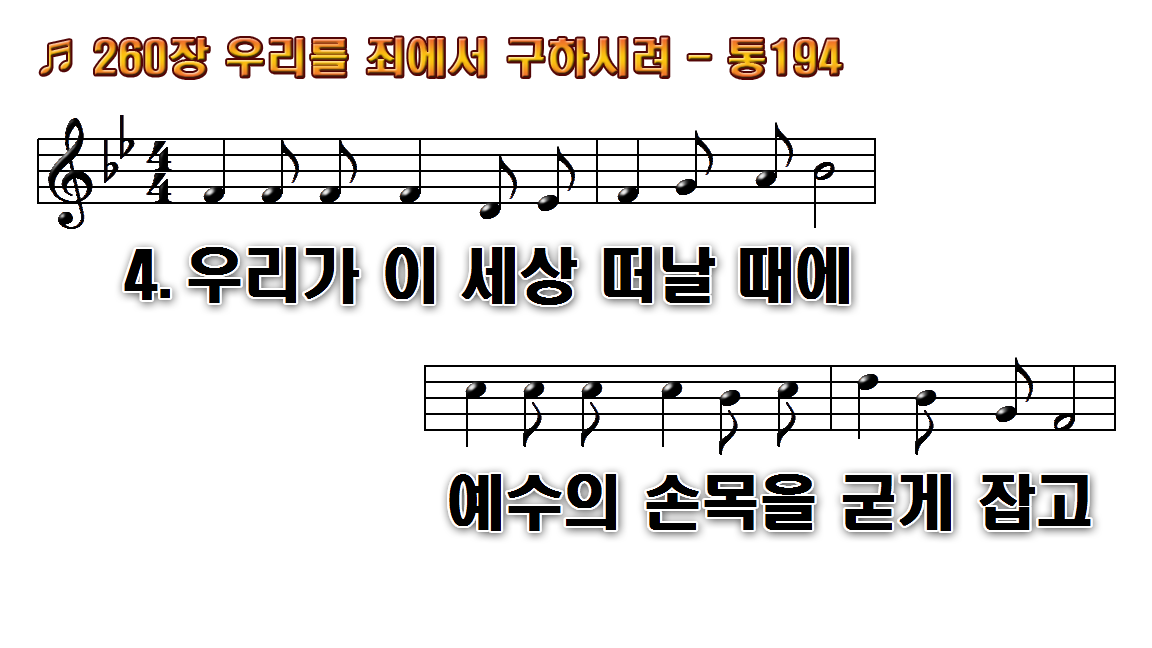 ♬ 260장 우리를 죄에서 구하시려 - 통194
4/4
4. 우리가 이 세상 떠날 때에
예수의 손목을 굳게 잡고